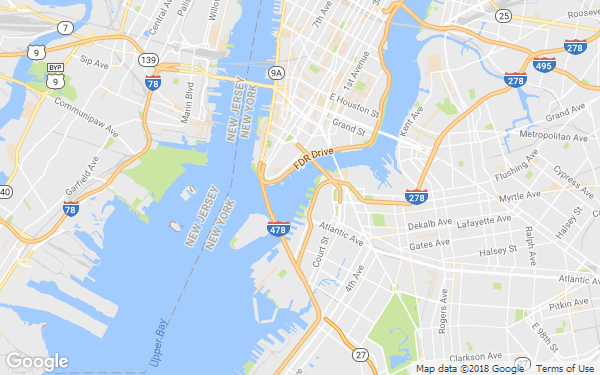 7
Central Ave
Palis
Willo
7th Ave
25
Roosev
9
Sip Ave
139
278
BYP
9
78
9A
1st Avenue
495
278
Marin Blvd
NEW JERSEY
NEW YORK
E Houston St
Kent Ave
Grand Ave
Communipaw Ave
Grand St
Metropolitan Ave
FDR Drive
Flushing Ave
Garfield Ave
Cypress Ave
40
278
Myrtle Ave
78
NEW JERSEY
NEW YORK
Dekalb Ave
Lafayette Ave
Halsey St
478
Atlantic Ave
Gates Ave
Ralph Ave
Court St
Halsey St
4th Ave
Atlantic Ave
Rogers Ave
Pitkin Ave
Upper Bay
E 98th St
27
27
Clarkson Ave
Google
Map data ©2018 Google
Terms of Use